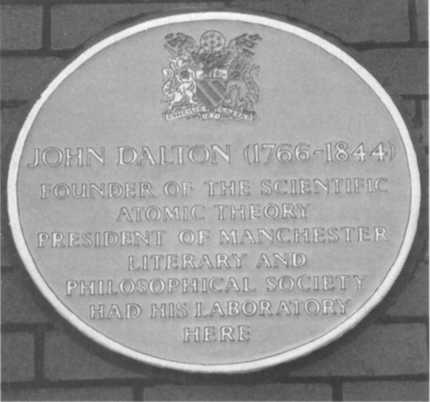 JOHN DALTON (1766-1844)
FOUNDER OF THE SCIENTIFIC
ATOMIC THEORY
PRESIDENT OF MANCHESTER
LITERARY AND
PHILOSOPHICAL SOCIETY
HAD HIS LABORATORY
HERE